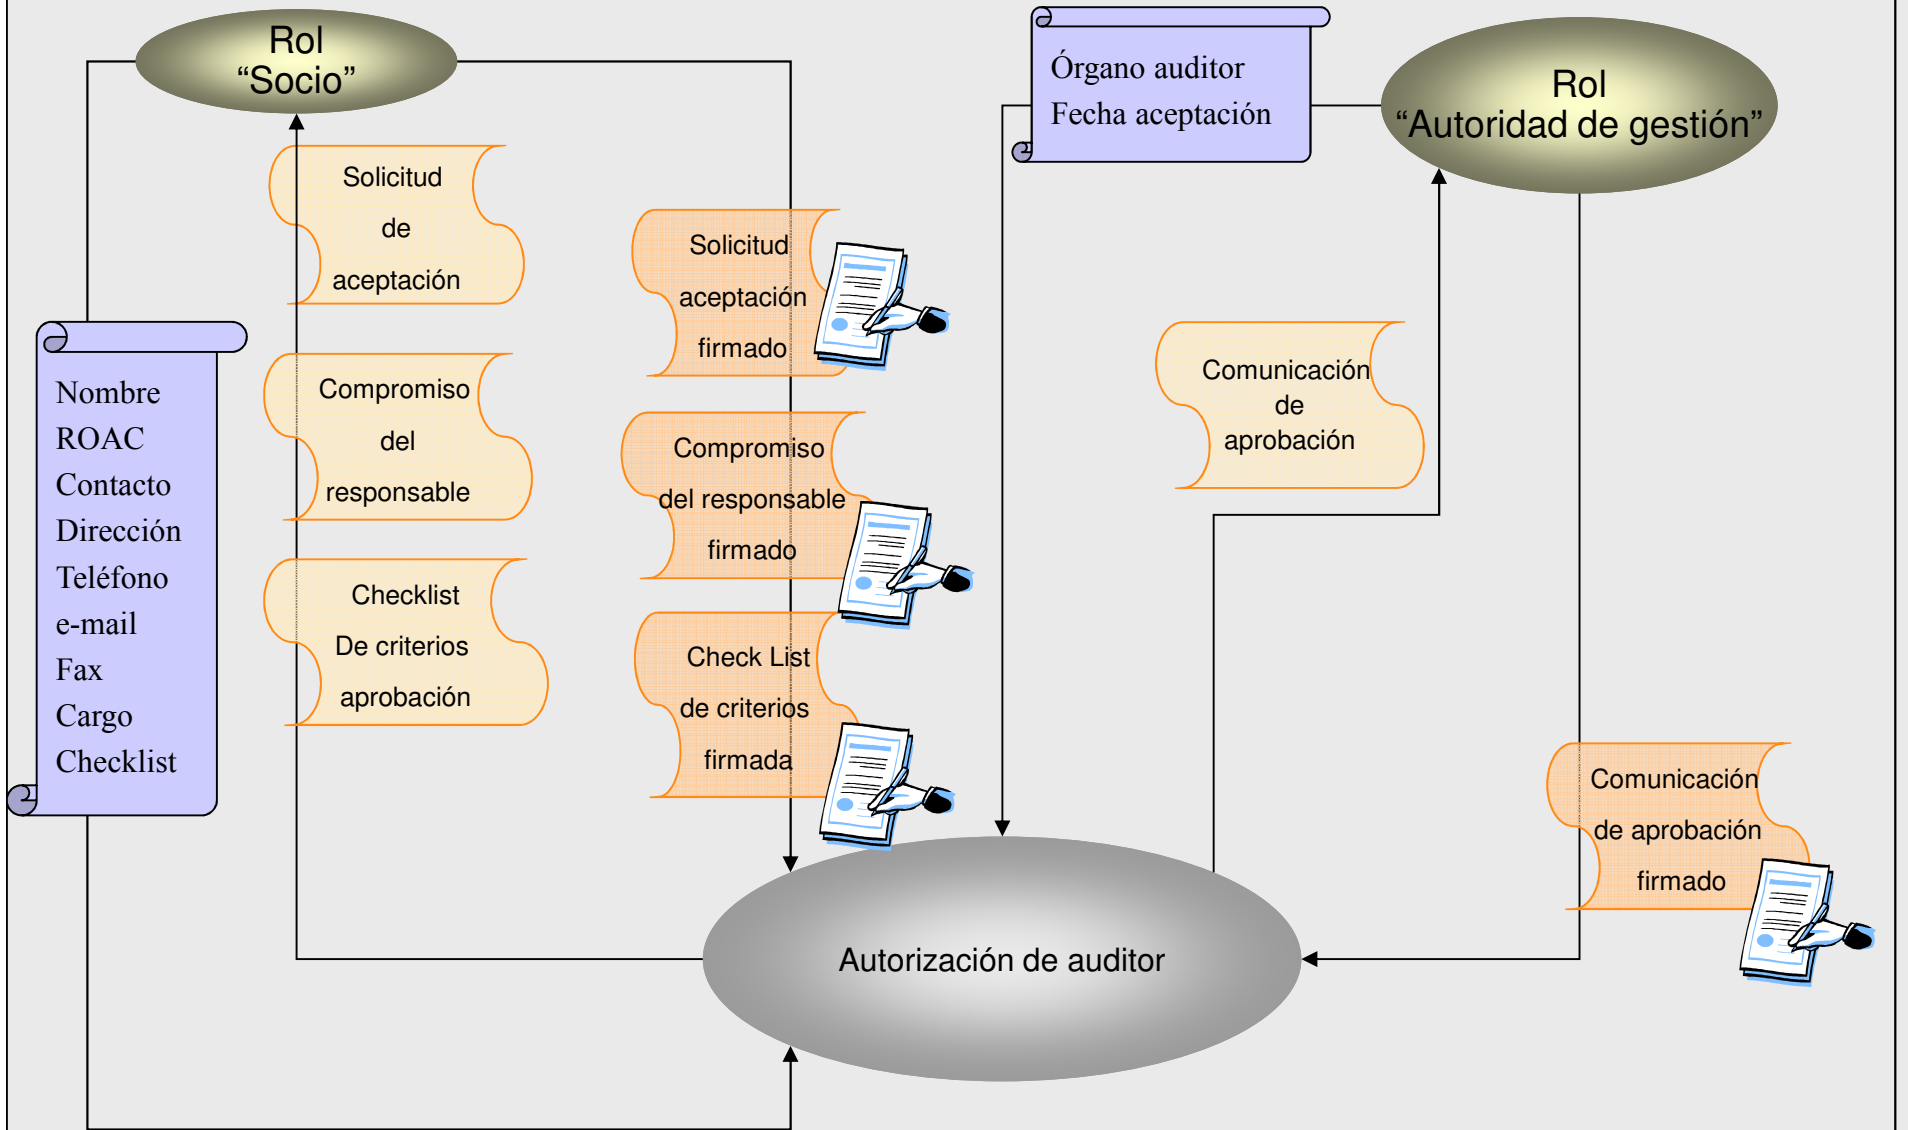 Rol
“Socio”
Órgano auditor
Fecha aceptación
Rol
“Autoridad de gestión”
Solicitud
de
aceptación
Solicitud
aceptación
firmado
Nombre
ROAC
Contacto
Dirección
Teléfono
e-mail
Fax
Cargo
Checklist
Compromiso
del
responsable
Compromiso
del responsable
firmado
Comunicación
de
aprobación
Checklist
De criterios
aprobación
Check List
de criterios
firmada
Comunicación
de aprobación
firmado
Autorización de auditor